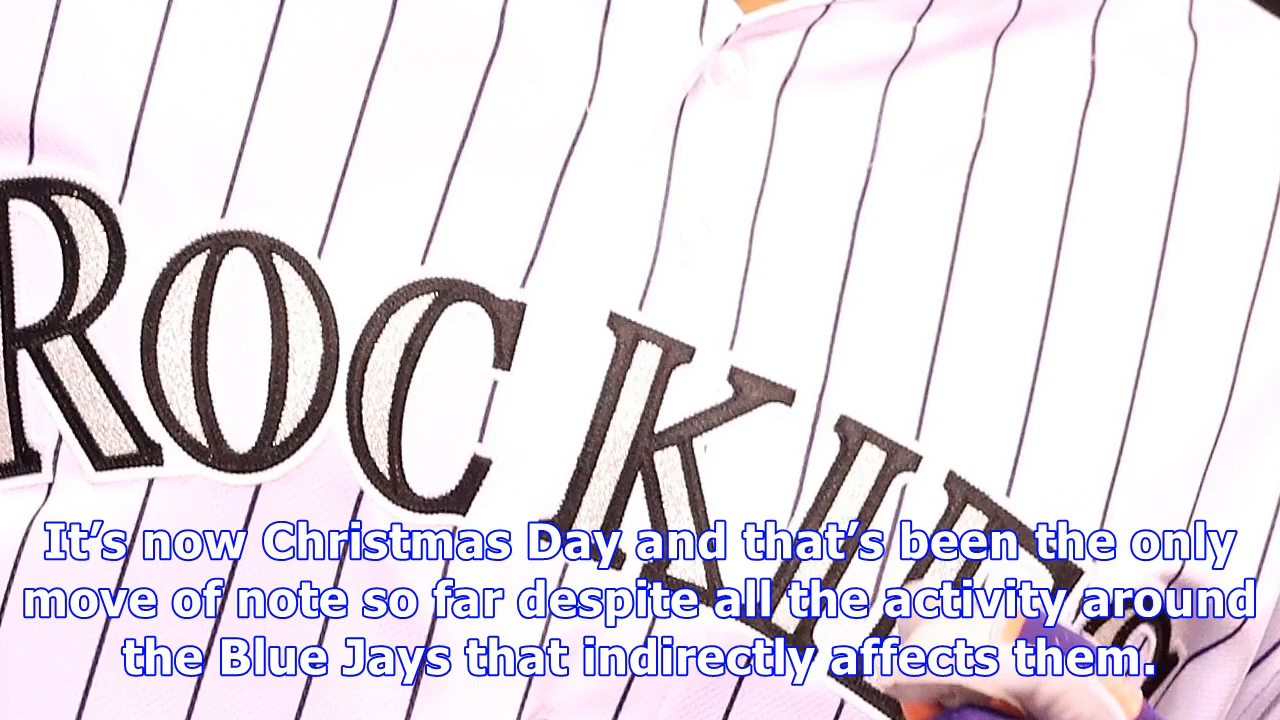 ROCKIES
It’s now Christmas Day and that’s been the only
move of note so far despite all the activity around
the Blue Jays that indirectly affects them.